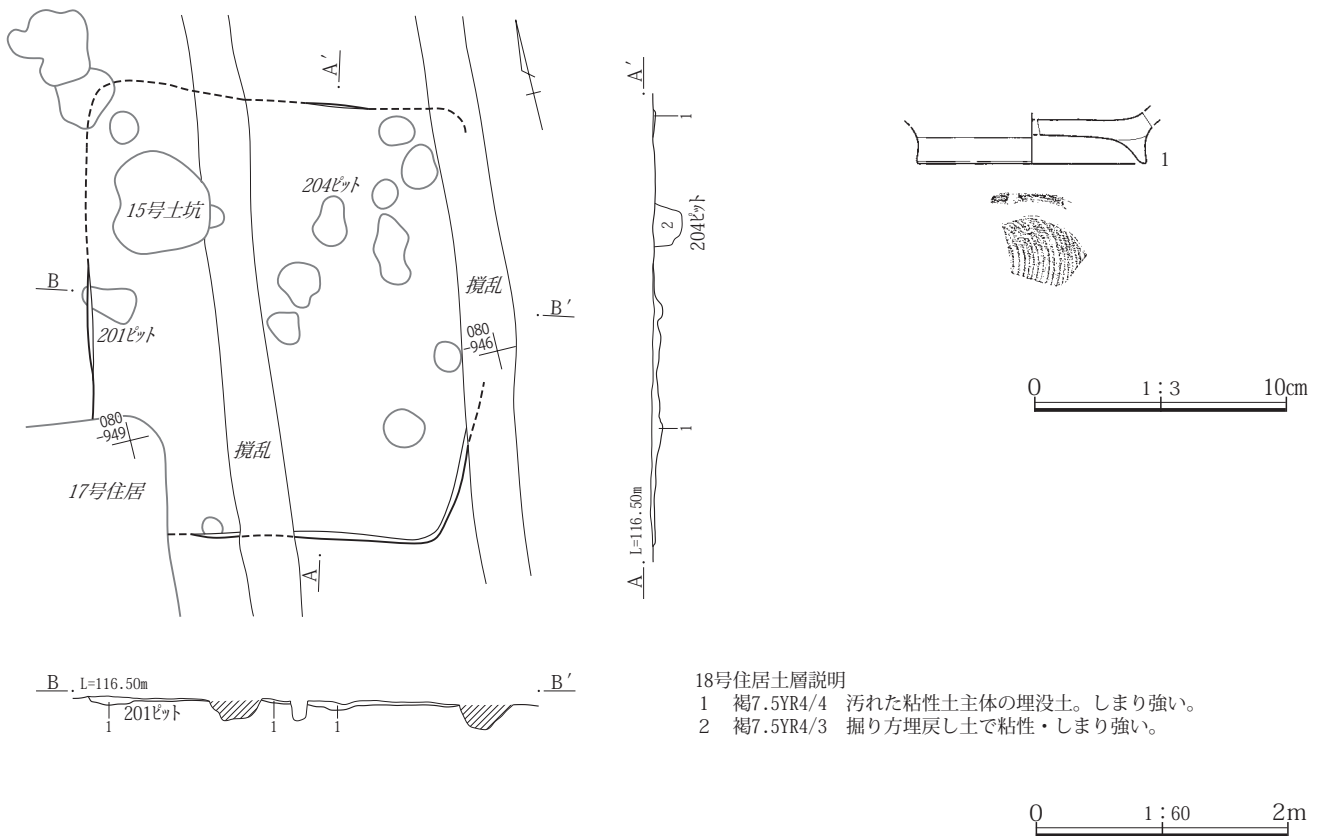 A′
15号土坑
204ピット
B
201ピット
B′
攪乱
080
-946
080
-949
攪乱
17号住居
A
A′
1
2
204ピット
1
L=116.50m
A
1
0 1:3 10cm
B L=116.50m B′
201ピット
1 1 1
18号住居土層説明
1 褐7.5YR4/4 汚れた粘性土主体の埋没土。しまり強い。
2 褐7.5YR4/3 掘り方埋戻し土で粘性・しまり強い。
0 1:60 2m